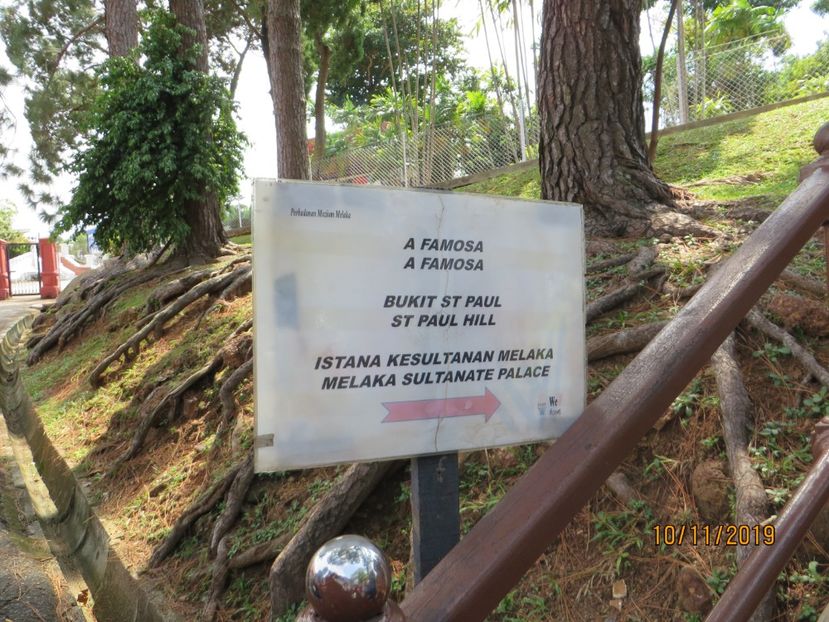 Perbadanan Muzium Melaka
A FAMOSA
A FAMOSA
BUKIT ST PAUL
ST PAUL HILL
ISTANA KESULTANAN MELAKA
MELAKA SULTANATE PALACE
We
10/11/2019